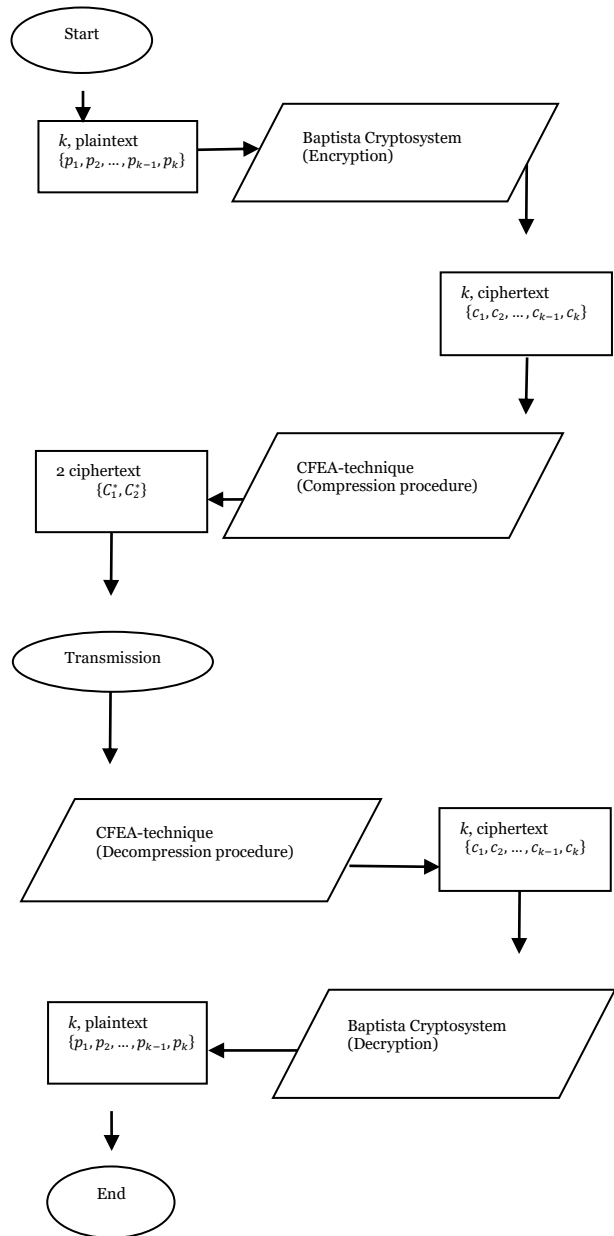 Start
k, plaintext
{p₁, p₂, …, pₖ₋₁, pₖ}
Baptista Cryptosystem
(Encryption)
k, ciphertext
{c₁, c₂, …, cₖ₋₁, cₖ}
CFEA-technique
(Compression procedure)
2 ciphertext
{C₁*, C₂*}
Transmission
CFEA-technique
(Decompression procedure)
k, ciphertext
{c₁, c₂, …, cₖ₋₁, cₖ}
Baptista Cryptosystem
(Decryption)
k, plaintext
{p₁, p₂, …, pₖ₋₁, pₖ}
End